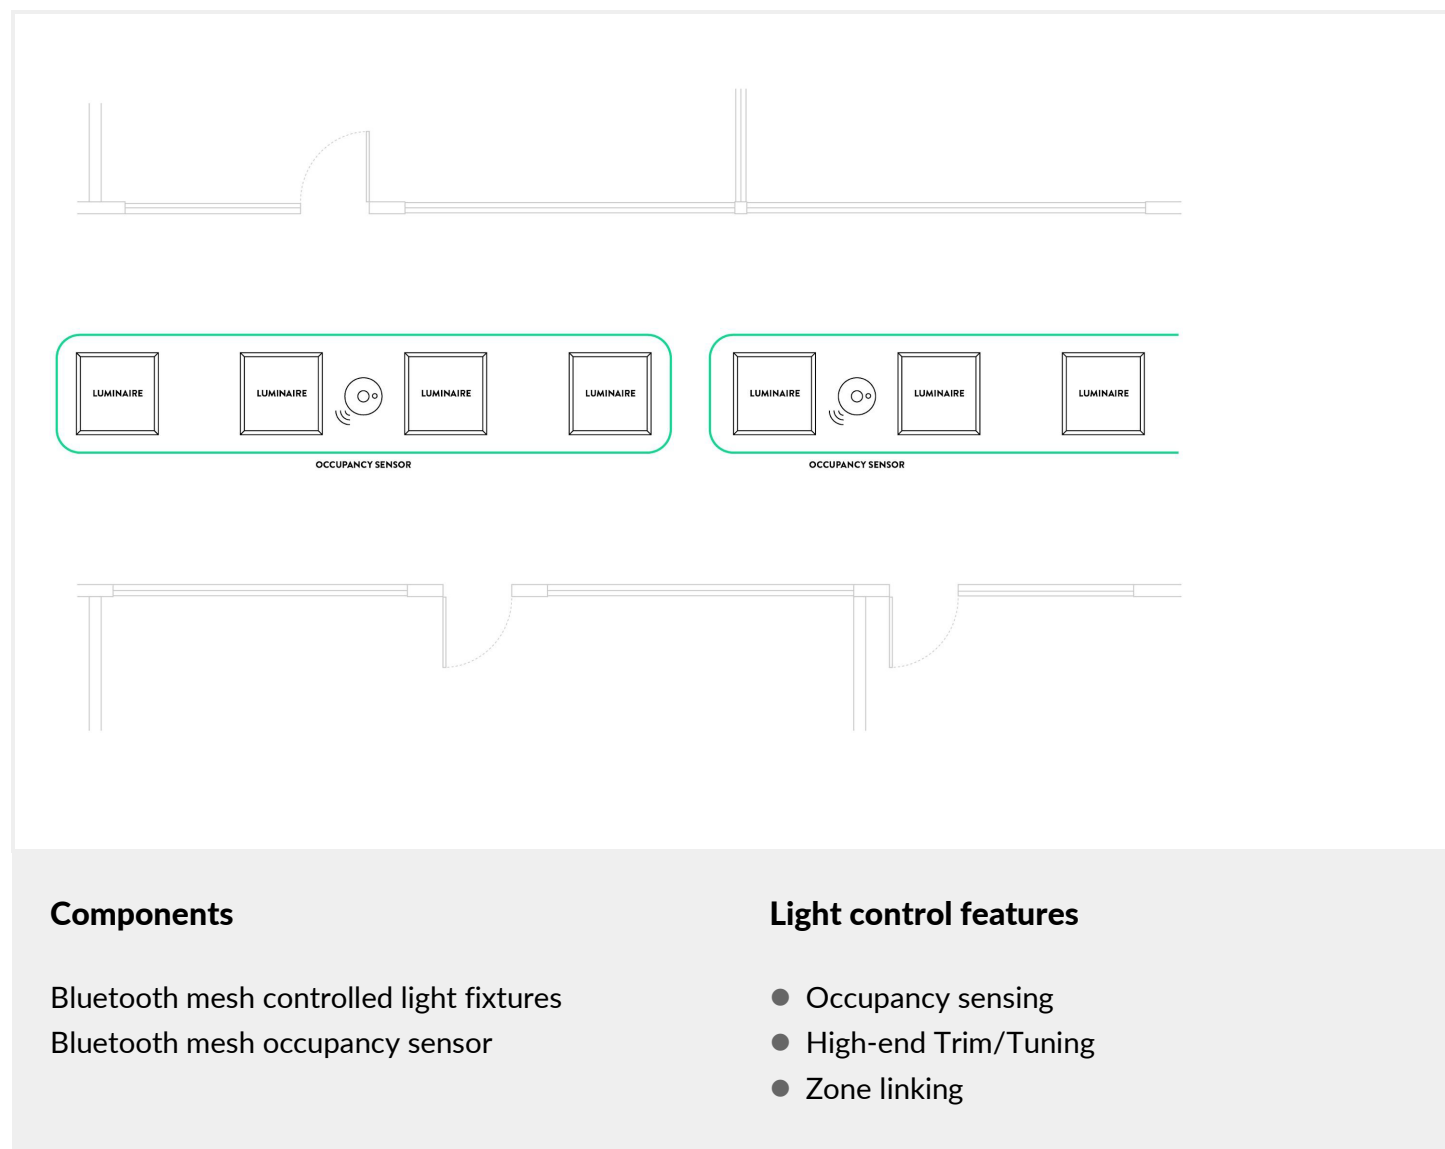 LUMINAIRE LUMINAIRE LUMINAIRE LUMINAIRE LUMINAIRE LUMINAIRE LUMINAIRE
OCCUPANCY SENSOR OCCUPANCY SENSOR
Components
Bluetooth mesh controlled light fixtures
Bluetooth mesh occupancy sensor
Light control features
Occupancy sensing
High-end Trim/Tuning
Zone linking